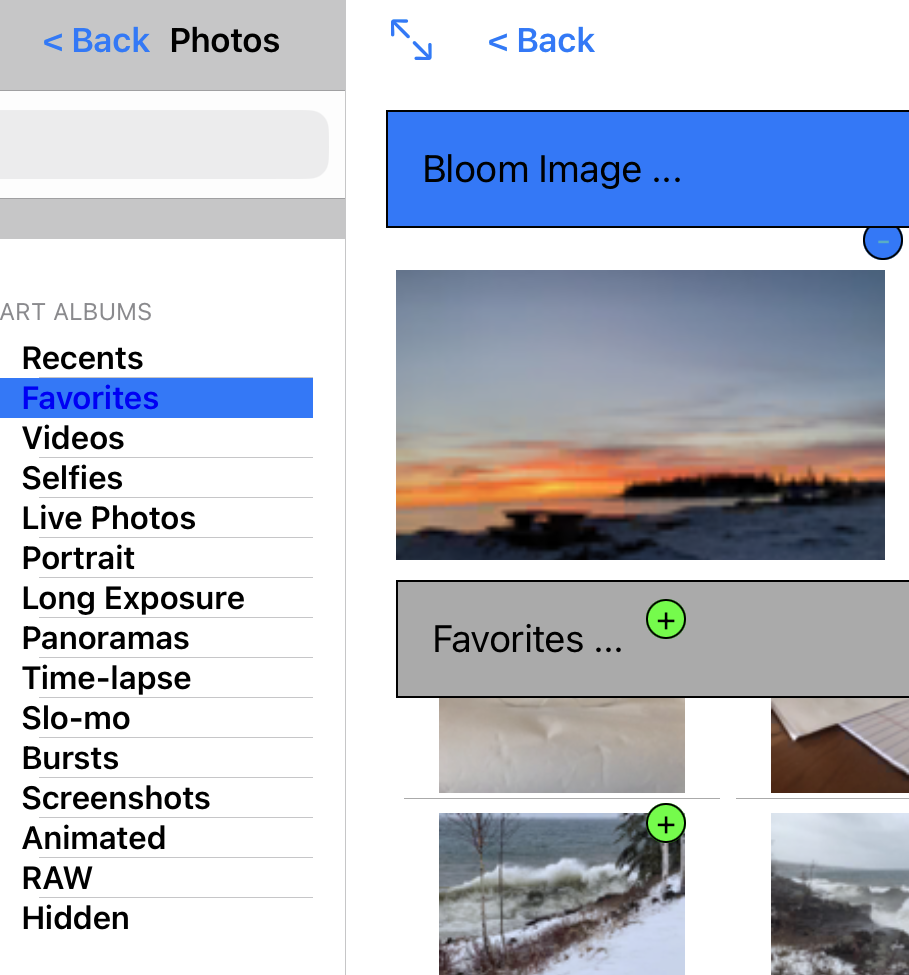 < Back Photos
< Back
Bloom Image ...
-
ART ALBUMS
Recents
Favorites
Videos
Selfies
Live Photos
Portrait
Long Exposure
Panoramas
Time-lapse
Slo-mo
Bursts
Screenshots
Animated
RAW
Hidden
Favorites ...
+
+